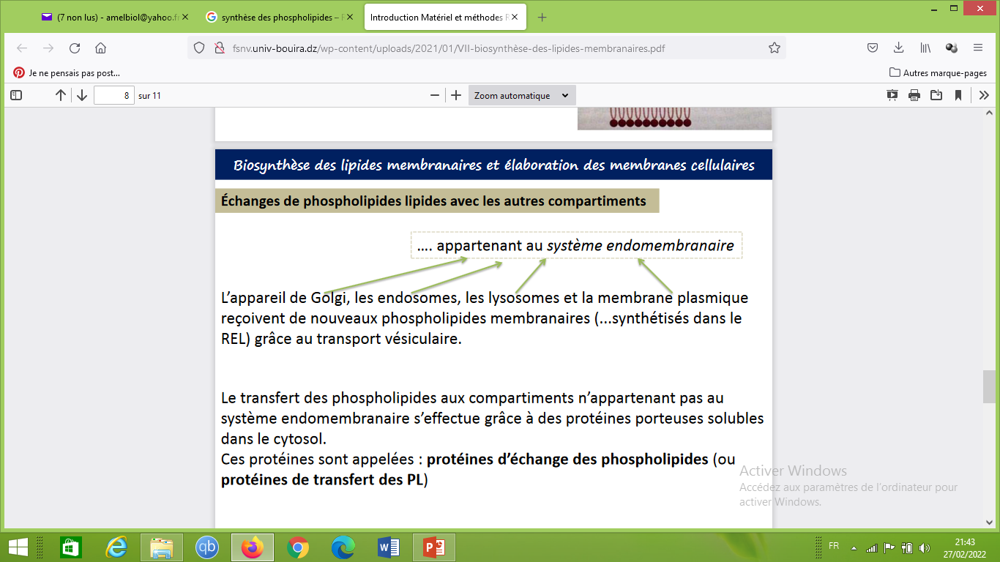 (7 non lus) - amelbiol@yahoo.f
synthèse des phospholipides –
Introduction Matériel et méthodes R
fsnv.univ-bouira.dz/wp-content/uploads/2021/01/VII-biosynthèse-des-lipides-membranaires.pdf
Je ne pensais pas post...
Autres marque-pages
8 sur 11
Zoom automatique
Biosynthèse des lipides membranaires et élaboration des membranes cellulaires
Échanges de phospholipides lipides avec les autres compartiments
.... appartenant au système endomembranaire
L’appareil de Golgi, les endosomes, les lysosomes et la membrane plasmique
reçoivent de nouveaux phospholipides membranaires (...synthétisés dans le
REL) grâce au transport vésiculaire.
Le transfert des phospholipides aux compartiments n’appartenant pas au
système endomembranaire s’effectue grâce à des protéines porteuses solubles
dans le cytosol.
Ces protéines sont appelées : protéines d’échange des phospholipides (ou
protéines de transfert des PL)
Activer Windows
Accédez aux paramètres de l'ordinateur pour
activer Windows.
FR
21:43
27/02/2022